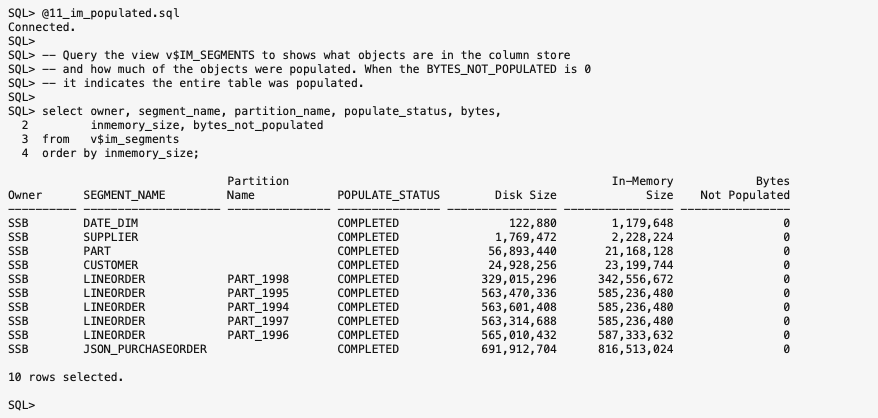 SQL> @11_im_populated.sql
Connected.
SQL>
SQL> -- Query the view v$IM_SEGMENTS to shows what objects are in the column store
SQL> -- and how much of the objects were populated. When the BYTES_NOT_POPULATED is 0
SQL> -- it indicates the entire table was populated.
SQL>
SQL> select owner, segment_name, partition_name, populate_status, bytes,
  2         inmemory_size, bytes_not_populated
  3  from   v$im_segments
  4  order by inmemory_size;

                                 Partition                                               In-Memory            Bytes
Owner      SEGMENT_NAME         Name            POPULATE_STATUS        Disk Size             Size    Not Populated
---------- -------------------- --------------- --------------- ---------------- ---------------- ----------------
SSB        DATE_DIM                             COMPLETED                122,880        1,179,648                0
SSB        SUPPLIER                             COMPLETED              1,769,472        2,228,224                0
SSB        PART                                 COMPLETED             56,893,440       21,168,128                0
SSB        CUSTOMER                             COMPLETED             24,928,256       23,199,744                0
SSB        LINEORDER            PART_1998       COMPLETED            329,015,296      342,556,672                0
SSB        LINEORDER            PART_1995       COMPLETED            563,470,336      585,236,480                0
SSB        LINEORDER            PART_1994       COMPLETED            563,601,408      585,236,480                0
SSB        LINEORDER            PART_1997       COMPLETED            563,314,688      585,236,480                0
SSB        LINEORDER            PART_1996       COMPLETED            565,010,432      587,333,632                0
SSB        JSON_PURCHASEORDER                   COMPLETED            691,912,704      816,513,024                0

10 rows selected.

SQL>